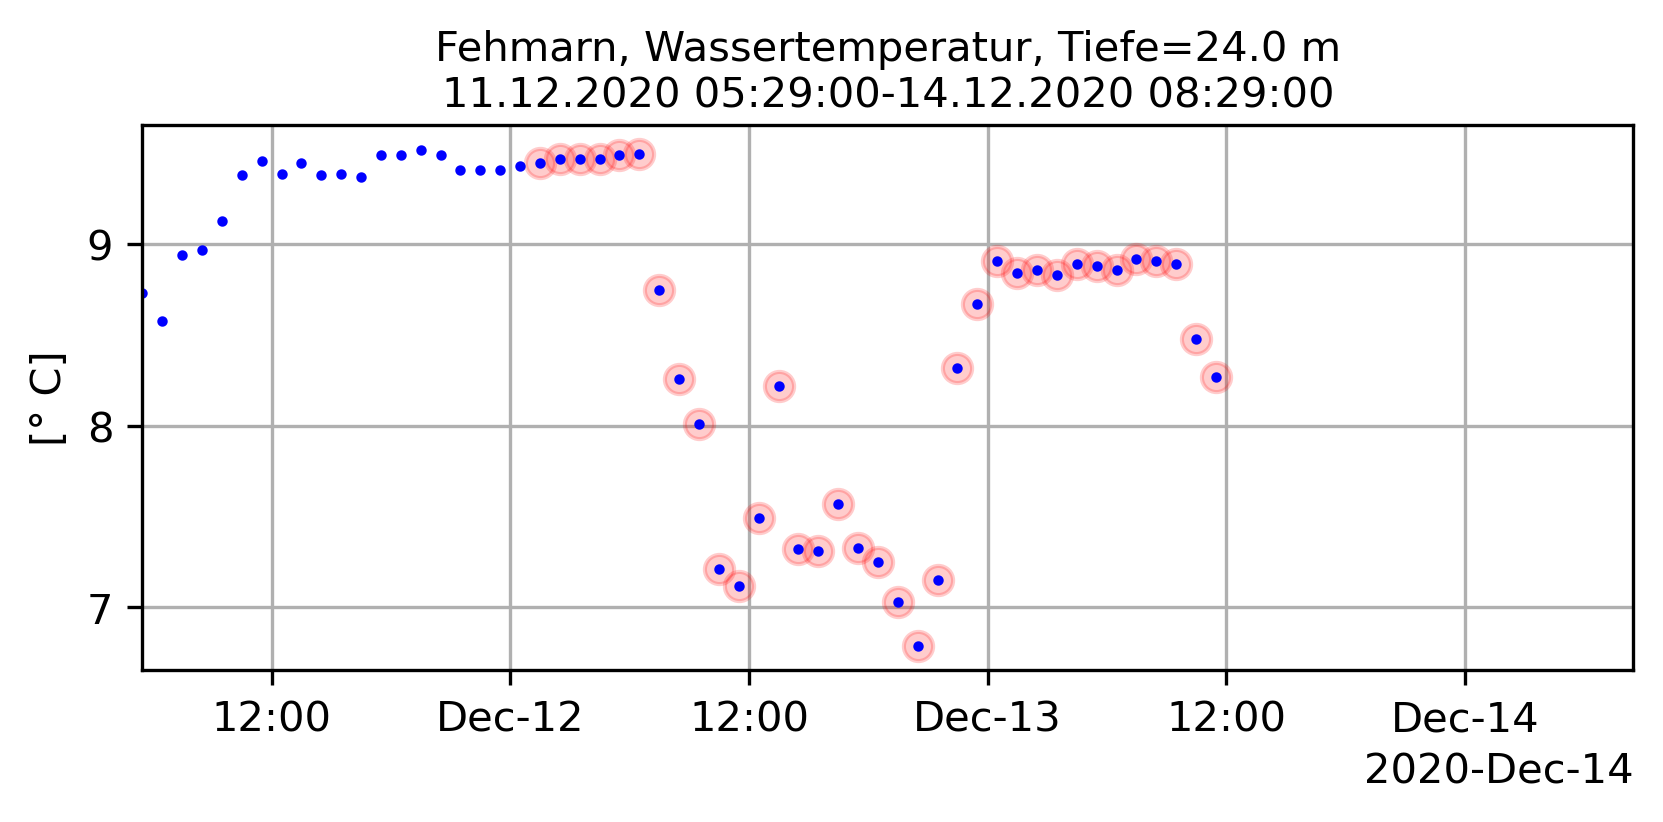 Fehmarn, Wassertemperatur, Tiefe=24.0 m
11.12.2020 05:29:00-14.12.2020 08:29:00
[° C]
9
8
7
12:00 Dec-12 12:00 Dec-13 12:00 Dec-14
2020-Dec-14